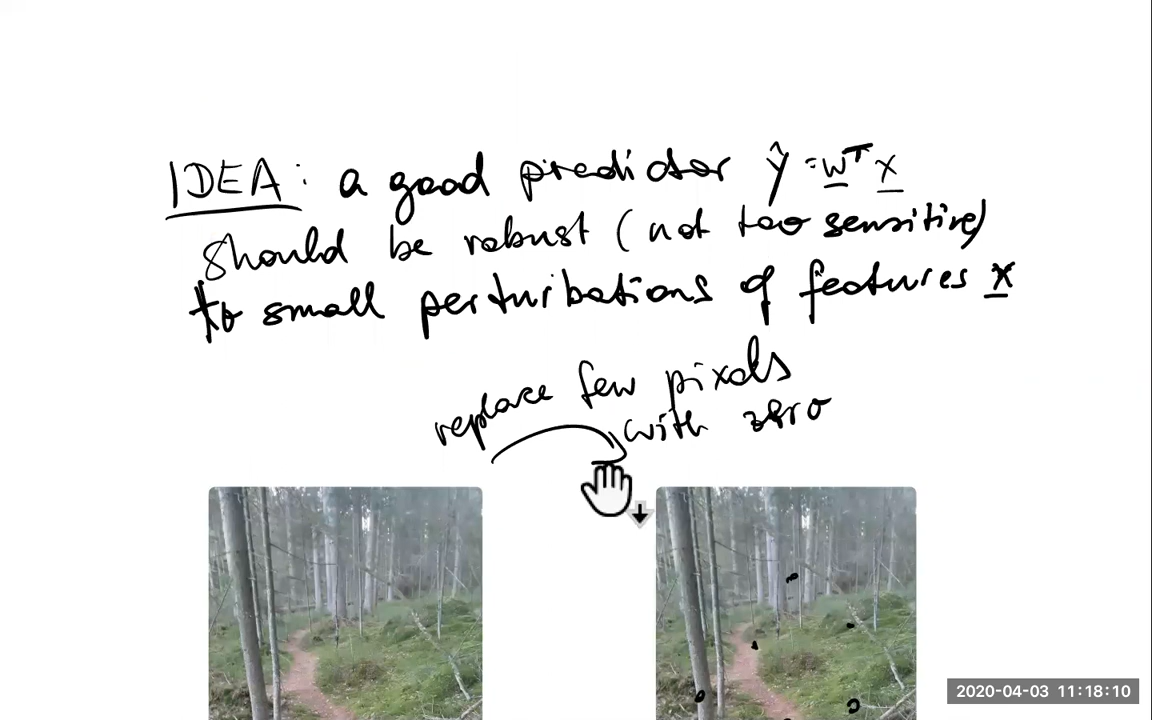 IDEA: a good predictor ŷ = w^T x
should be robust (not too sensitive)
to small perturbations of features x
replace few pixels
with zero
2020-04-03 11:18:10